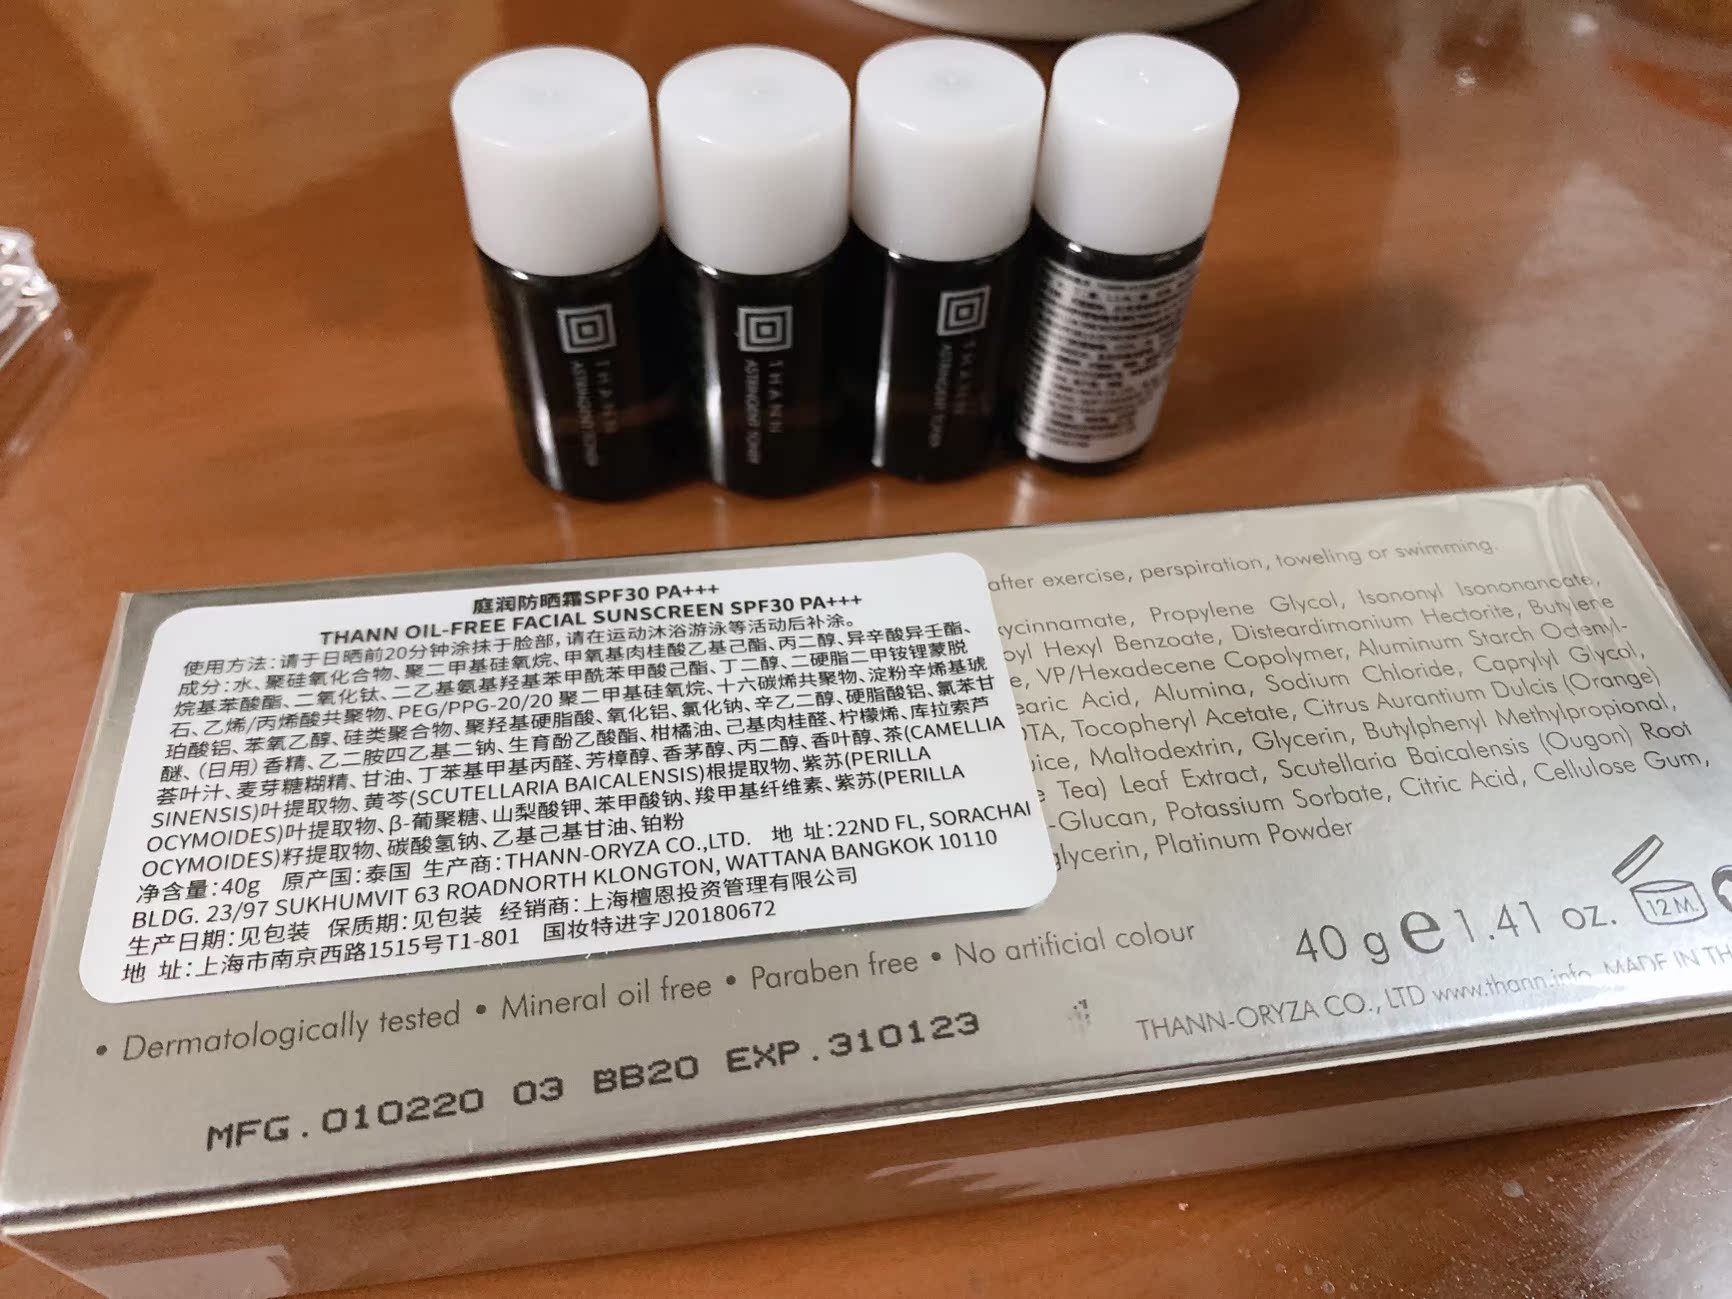 THANN
ASTRINGENT TONER
THANN
ASTRINGENT TONER
THANN
ASTRINGENT TONER
庭润防晒霜SPF30 PA+++
THANN OIL-FREE FACIAL SUNSCREEN SPF30 PA+++
使用方法:请于日晒前20分钟涂抹于脸部,请在运动沐浴游泳等活动后补涂。
成分:水、聚硅氧化合物、聚二甲基硅氧烷、甲氧基肉桂酸乙基己酯、丙二醇、异辛酸异壬酯、
烷基苯酸酯、二氧化钛、二乙基氨基羟基苯甲酰苯甲酸己酯、丁二醇、二硬脂二甲铵锂蒙脱
石、乙烯/丙烯酸共聚物、PEG/PPG-20/20 聚二甲基硅氧烷、十六碳烯共聚物、淀粉辛烯基琥
珀酸铝、苯氧乙醇、硅类聚合物、聚羟基硬脂酸、氧化铝、氯化钠、辛乙二醇、硬脂酸铝、氯苯甘
醚、(日用)香精、乙二胺四乙基二钠、生育酚乙酸酯、柑橘油、己基肉桂醛、柠檬烯、库拉索芦
荟叶汁、麦芽糖糊精、甘油、丁苯基甲基丙醛、芳樟醇、香茅醇、丙二醇、香叶醇、茶(CAMELLIA
SINENSIS)叶提取物、黄芩(SCUTELLARIA BAICALENSIS)根提取物、紫苏(PERILLA
OCYMOIDES)叶提取物、β-葡聚糖、山梨酸钾、苯甲酸钠、羧甲基纤维素、紫苏(PERILLA
OCYMOIDES)籽提取物、碳酸氢钠、乙基己基甘油、铂粉
净含量:40g 原产国:泰国 生产商:THANN-ORYZA CO.,LTD. 地 址:22ND FL, SORACHAI
BLDG. 23/97 SUKHUMVIT 63 ROADNORTH KLONGTON, WATTANA BANGKOK 10110
生产日期:见包装 保质期:见包装 经销商:上海檀恩投资管理有限公司
地 址:上海市南京西路1515号T1-801 国妆特进字J20180672
after exercise, perspiration, toweling or swimming.
xycinnamate, Propylene Glycol, Isononyl Isononanoate,
oyl Hexyl Benzoate, Disteardimonium Hectorite, Butylene
e, VP/Hexadecene Copolymer, Aluminum Starch Octenyl-
earic Acid, Alumina, Sodium Chloride, Caprylyl Glycol,
DTA, Tocopheryl Acetate, Citrus Aurantium Dulcis (Orange)
uice, Maltodextrin, Glycerin, Butylphenyl Methylpropional,
e Tea) Leaf Extract, Scutellaria Baicalensis (Ougon) Root
-Glucan, Potassium Sorbate, Citric Acid, Cellulose Gum,
glycerin, Platinum Powder
40 g e 1.41 oz.
12 M.
• Dermatologically tested • Mineral oil free • Paraben free • No artificial colour
THANN-ORYZA CO., LTD www.thann.info MADE IN TH
MFG.010220 03 BB20 EXP.310123